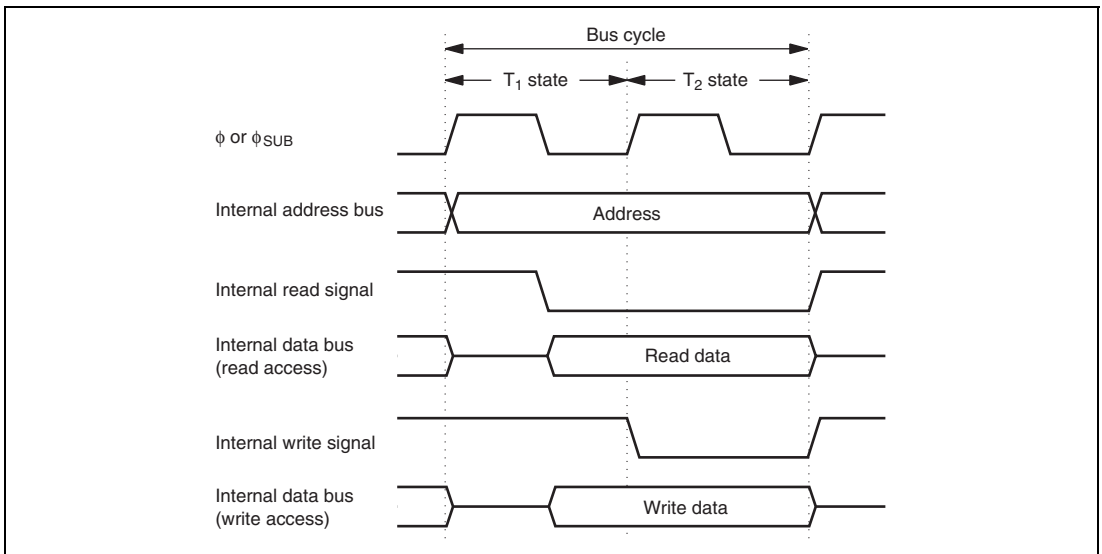 Bus cycle
T₁ state
T₂ state
ϕ or ϕSUB
Internal address bus
Address
Internal read signal
Internal data bus
(read access)
Read data
Internal write signal
Internal data bus
(write access)
Write data